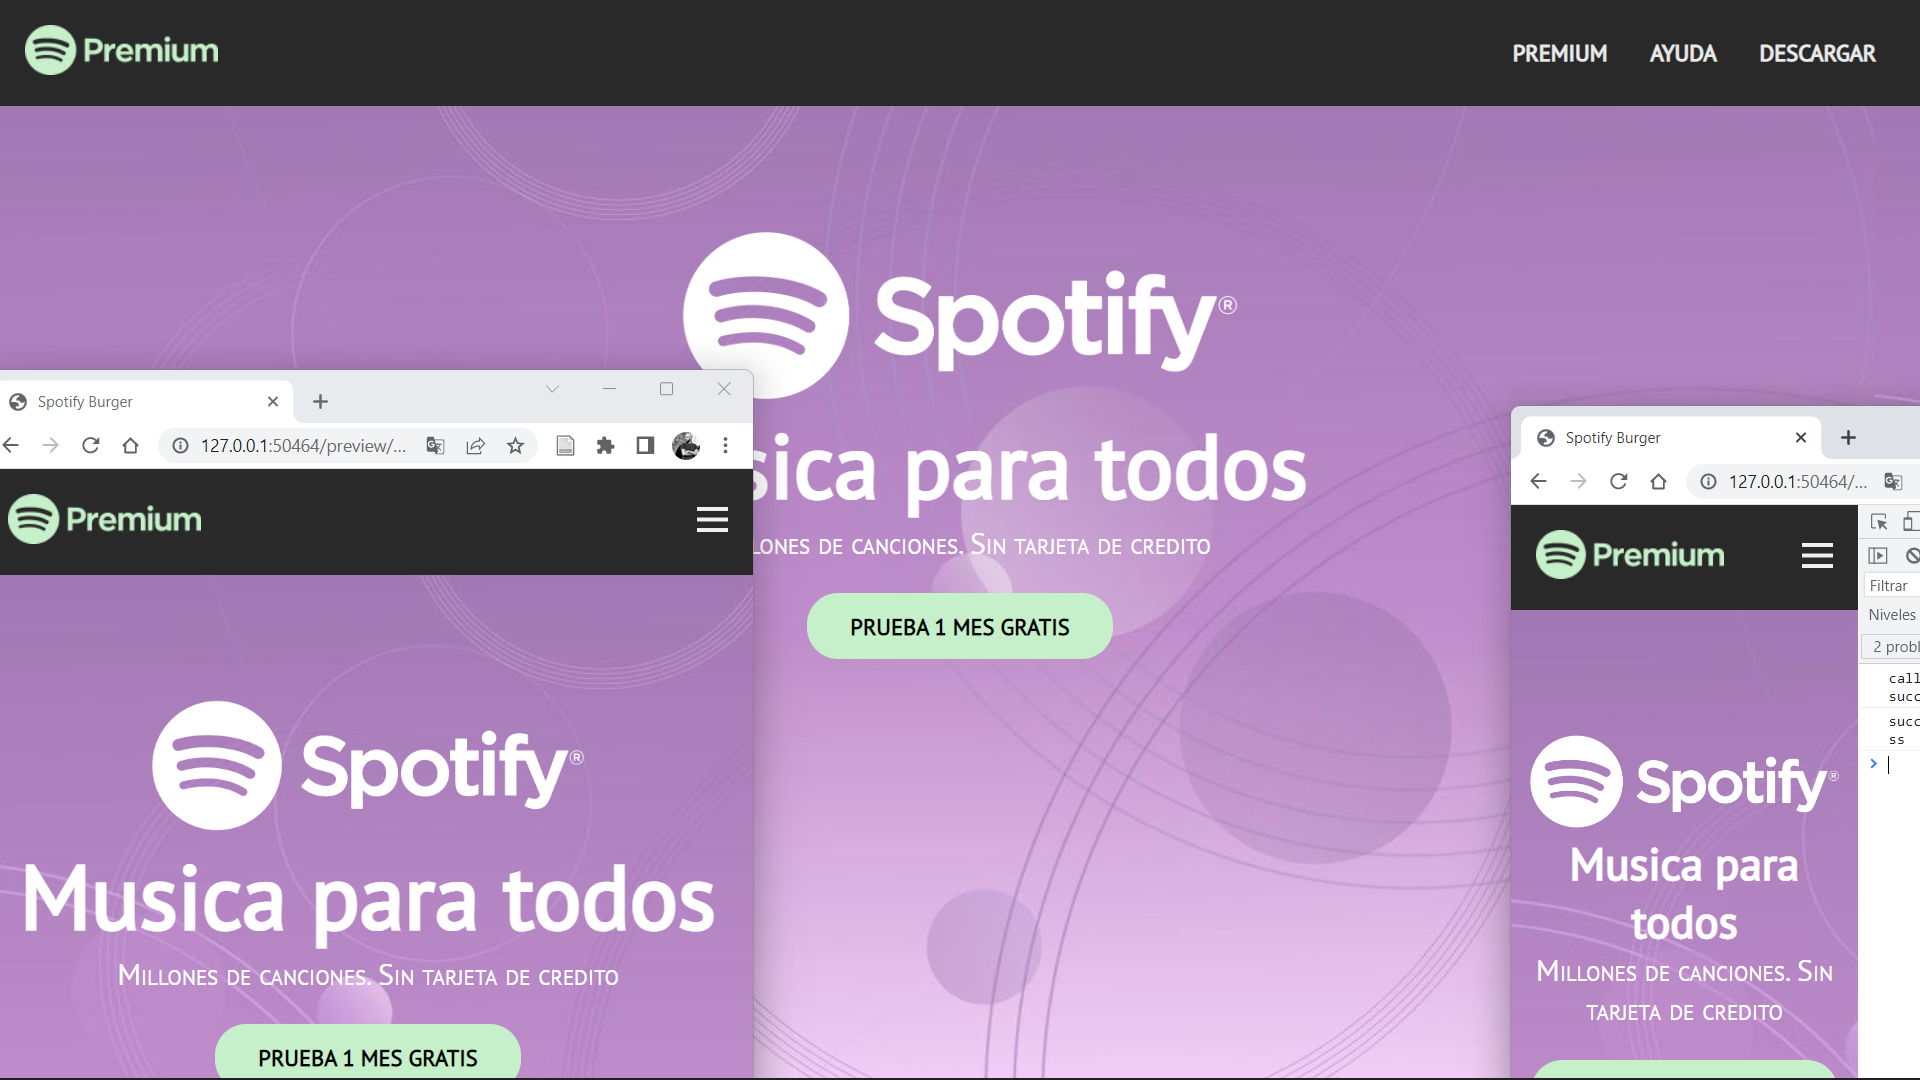 Premium
PREMIUM AYUDA DESCARGAR
Spotify®
sica para todos
LONES DE CANCIONES. SIN TARJETA DE CREDITO
PRUEBA 1 MES GRATIS
Spotify Burger
127.0.0.1:50464/preview/...
Premium
Spotify®
Musica para todos
Millones de canciones. Sin tarjeta de credito
PRUEBA 1 MES GRATIS
Spotify Burger
127.0.0.1:50464/...
Premium
Spotify®
Musica para
todos
Millones de canciones. Sin
tarjeta de credito
Filtrar
Niveles
2 probl
call
succ
succ
ss